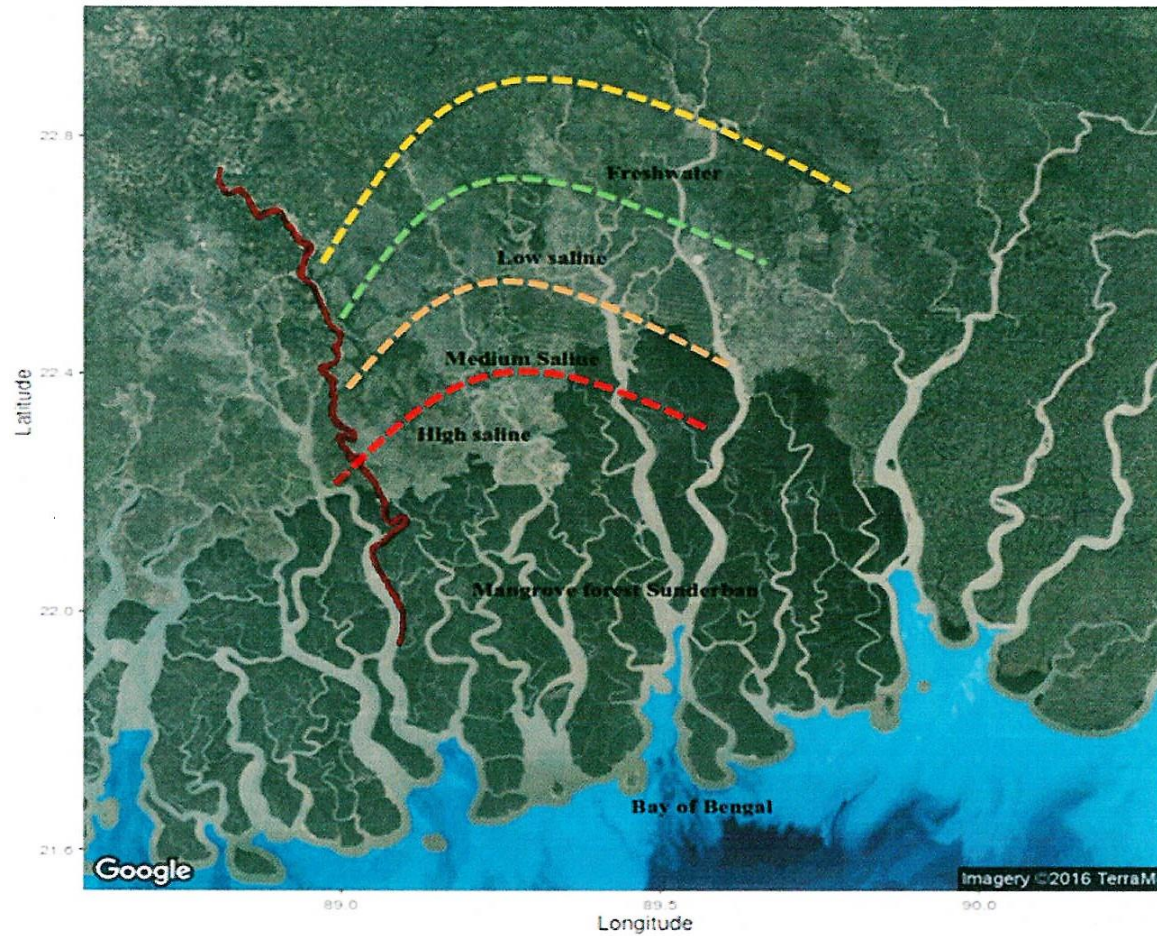 22.8
Freshwater
Low saline
22.4
Medium Saline
High saline
Latitude
22.0
Mangrove forest Sunderban
Bay of Bengal
21.6
Google
Imagery ©2016 TerraM
89.0
89.5
90.0
Longitude